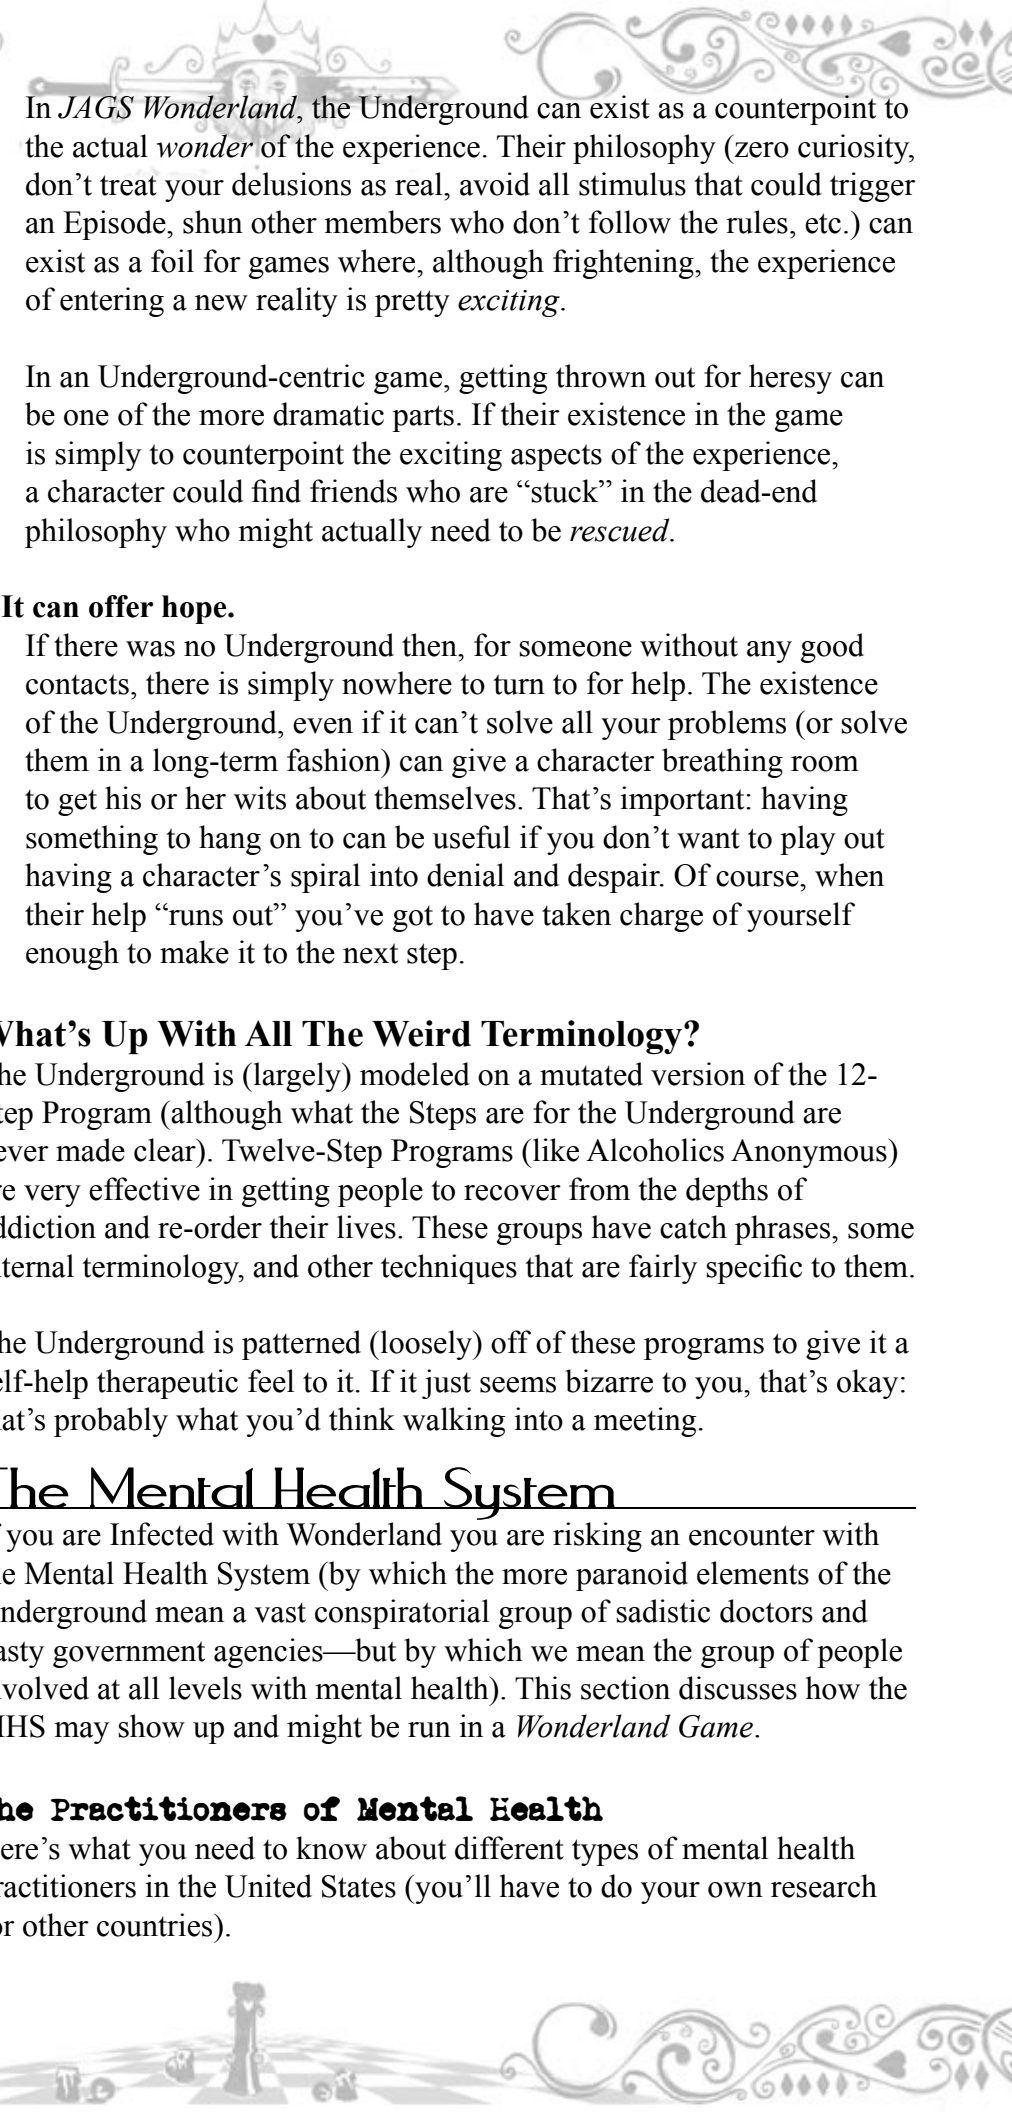 In JAGS Wonderland, the Underground can exist as a counterpoint to
the actual wonder of the experience. Their philosophy (zero curiosity,
don’t treat your delusions as real, avoid all stimulus that could trigger
an Episode, shun other members who don’t follow the rules, etc.) can
exist as a foil for games where, although frightening, the experience
of entering a new reality is pretty exciting.
In an Underground-centric game, getting thrown out for heresy can
be one of the more dramatic parts. If their existence in the game
is simply to counterpoint the exciting aspects of the experience,
a character could find friends who are “stuck” in the dead-end
philosophy who might actually need to be rescued.
It can offer hope.
If there was no Underground then, for someone without any good
contacts, there is simply nowhere to turn to for help. The existence
of the Underground, even if it can’t solve all your problems (or solve
them in a long-term fashion) can give a character breathing room
to get his or her wits about themselves. That’s important: having
something to hang on to can be useful if you don’t want to play out
having a character’s spiral into denial and despair. Of course, when
their help “runs out” you’ve got to have taken charge of yourself
enough to make it to the next step.
What’s Up With All The Weird Terminology?
he Underground is (largely) modeled on a mutated version of the 12-
tep Program (although what the Steps are for the Underground are
ever made clear). Twelve-Step Programs (like Alcoholics Anonymous)
re very effective in getting people to recover from the depths of
ddiction and re-order their lives. These groups have catch phrases, some
ternal terminology, and other techniques that are fairly specific to them.
he Underground is patterned (loosely) off of these programs to give it a
elf-help therapeutic feel to it. If it just seems bizarre to you, that’s okay:
at’s probably what you’d think walking into a meeting.
The Mental Health System
f you are Infected with Wonderland you are risking an encounter with
e Mental Health System (by which the more paranoid elements of the
nderground mean a vast conspiratorial group of sadistic doctors and
asty government agencies—but by which we mean the group of people
volved at all levels with mental health). This section discusses how the
HS may show up and might be run in a Wonderland Game.
he Practitioners of Mental Health
ere’s what you need to know about different types of mental health
ractitioners in the United States (you’ll have to do your own research
or other countries).